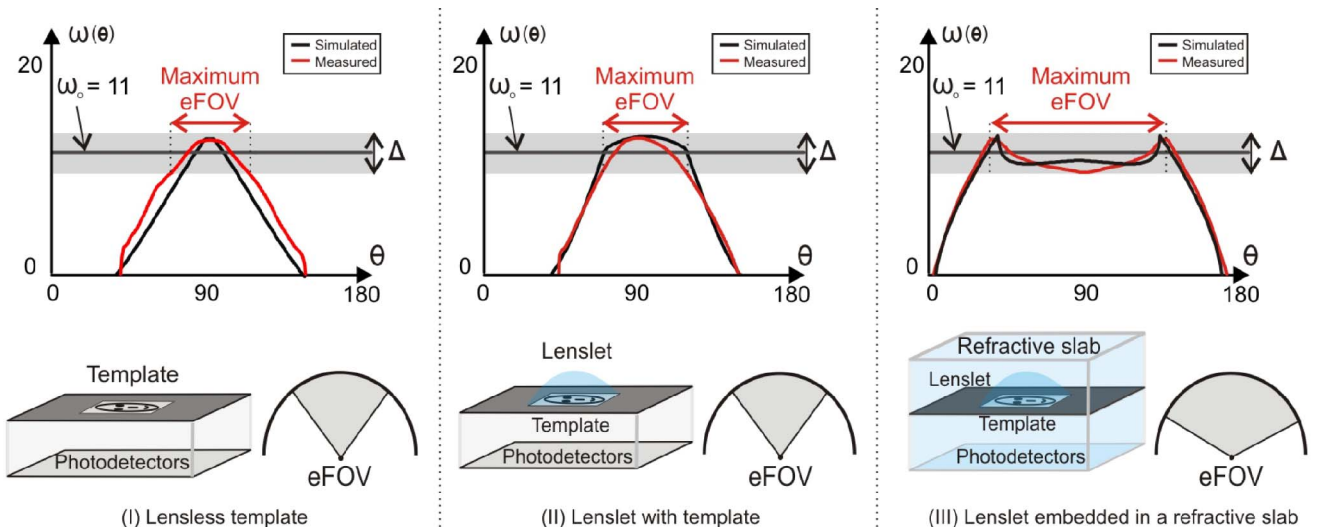 ω(θ)
Simulated
Measured
20
Maximum
eFOV
ω₀ = 11
Δ
0
θ
0
90
180
Template
Photodetectors
eFOV
(I) Lensless template
ω(θ)
Simulated
Measured
20
Maximum
eFOV
ω₀ = 11
Δ
0
θ
0
90
180
Lenslet
Template
Photodetectors
eFOV
(II) Lenslet with template
ω(θ)
Simulated
Measured
20
Maximum
eFOV
ω₀ = 11
Δ
0
θ
0
90
180
Refractive slab
Lenslet
Template
Photodetectors
eFOV
(III) Lenslet embedded in a refractive slab